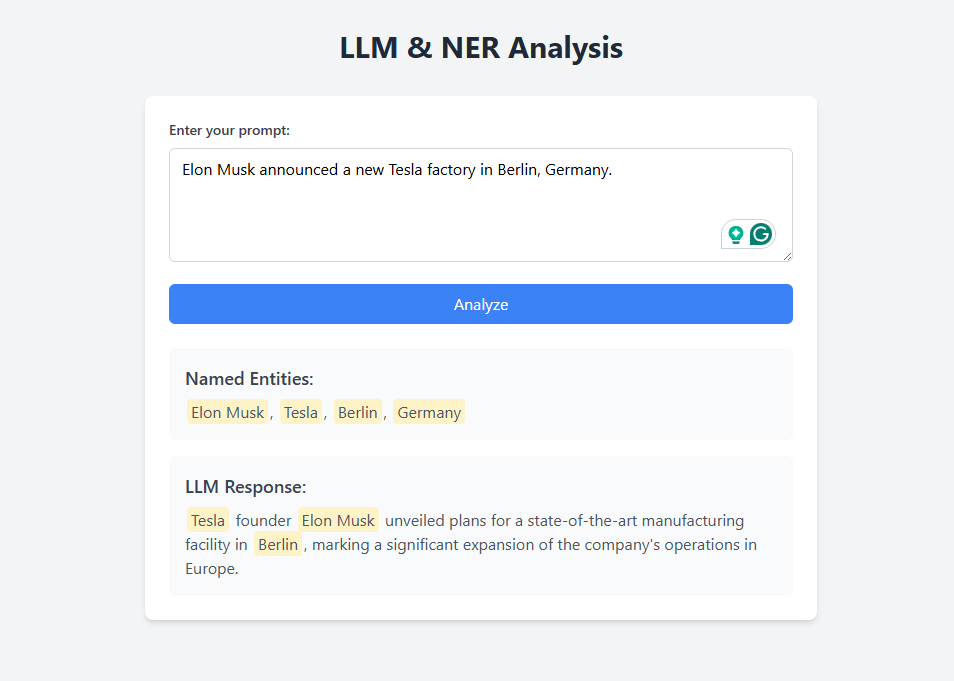 LLM & NER Analysis
Enter your prompt:
Elon Musk announced a new Tesla factory in Berlin, Germany.
Analyze
Named Entities:
Elon Musk, Tesla, Berlin, Germany
LLM Response:
Tesla founder Elon Musk unveiled plans for a state-of-the-art manufacturing
facility in Berlin, marking a significant expansion of the company's operations in
Europe.